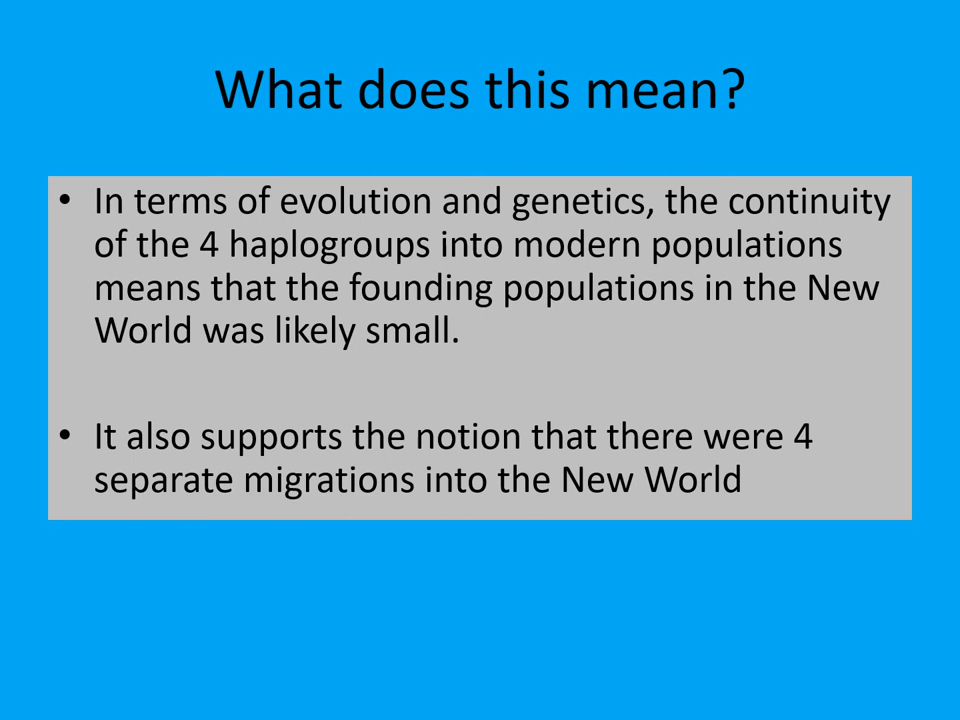 What does this mean?
• In terms of evolution and genetics, the continuity
of the 4 haplogroups into modern populations
means that the founding populations in the New
World was likely small.
• It also supports the notion that there were 4
separate migrations into the New World